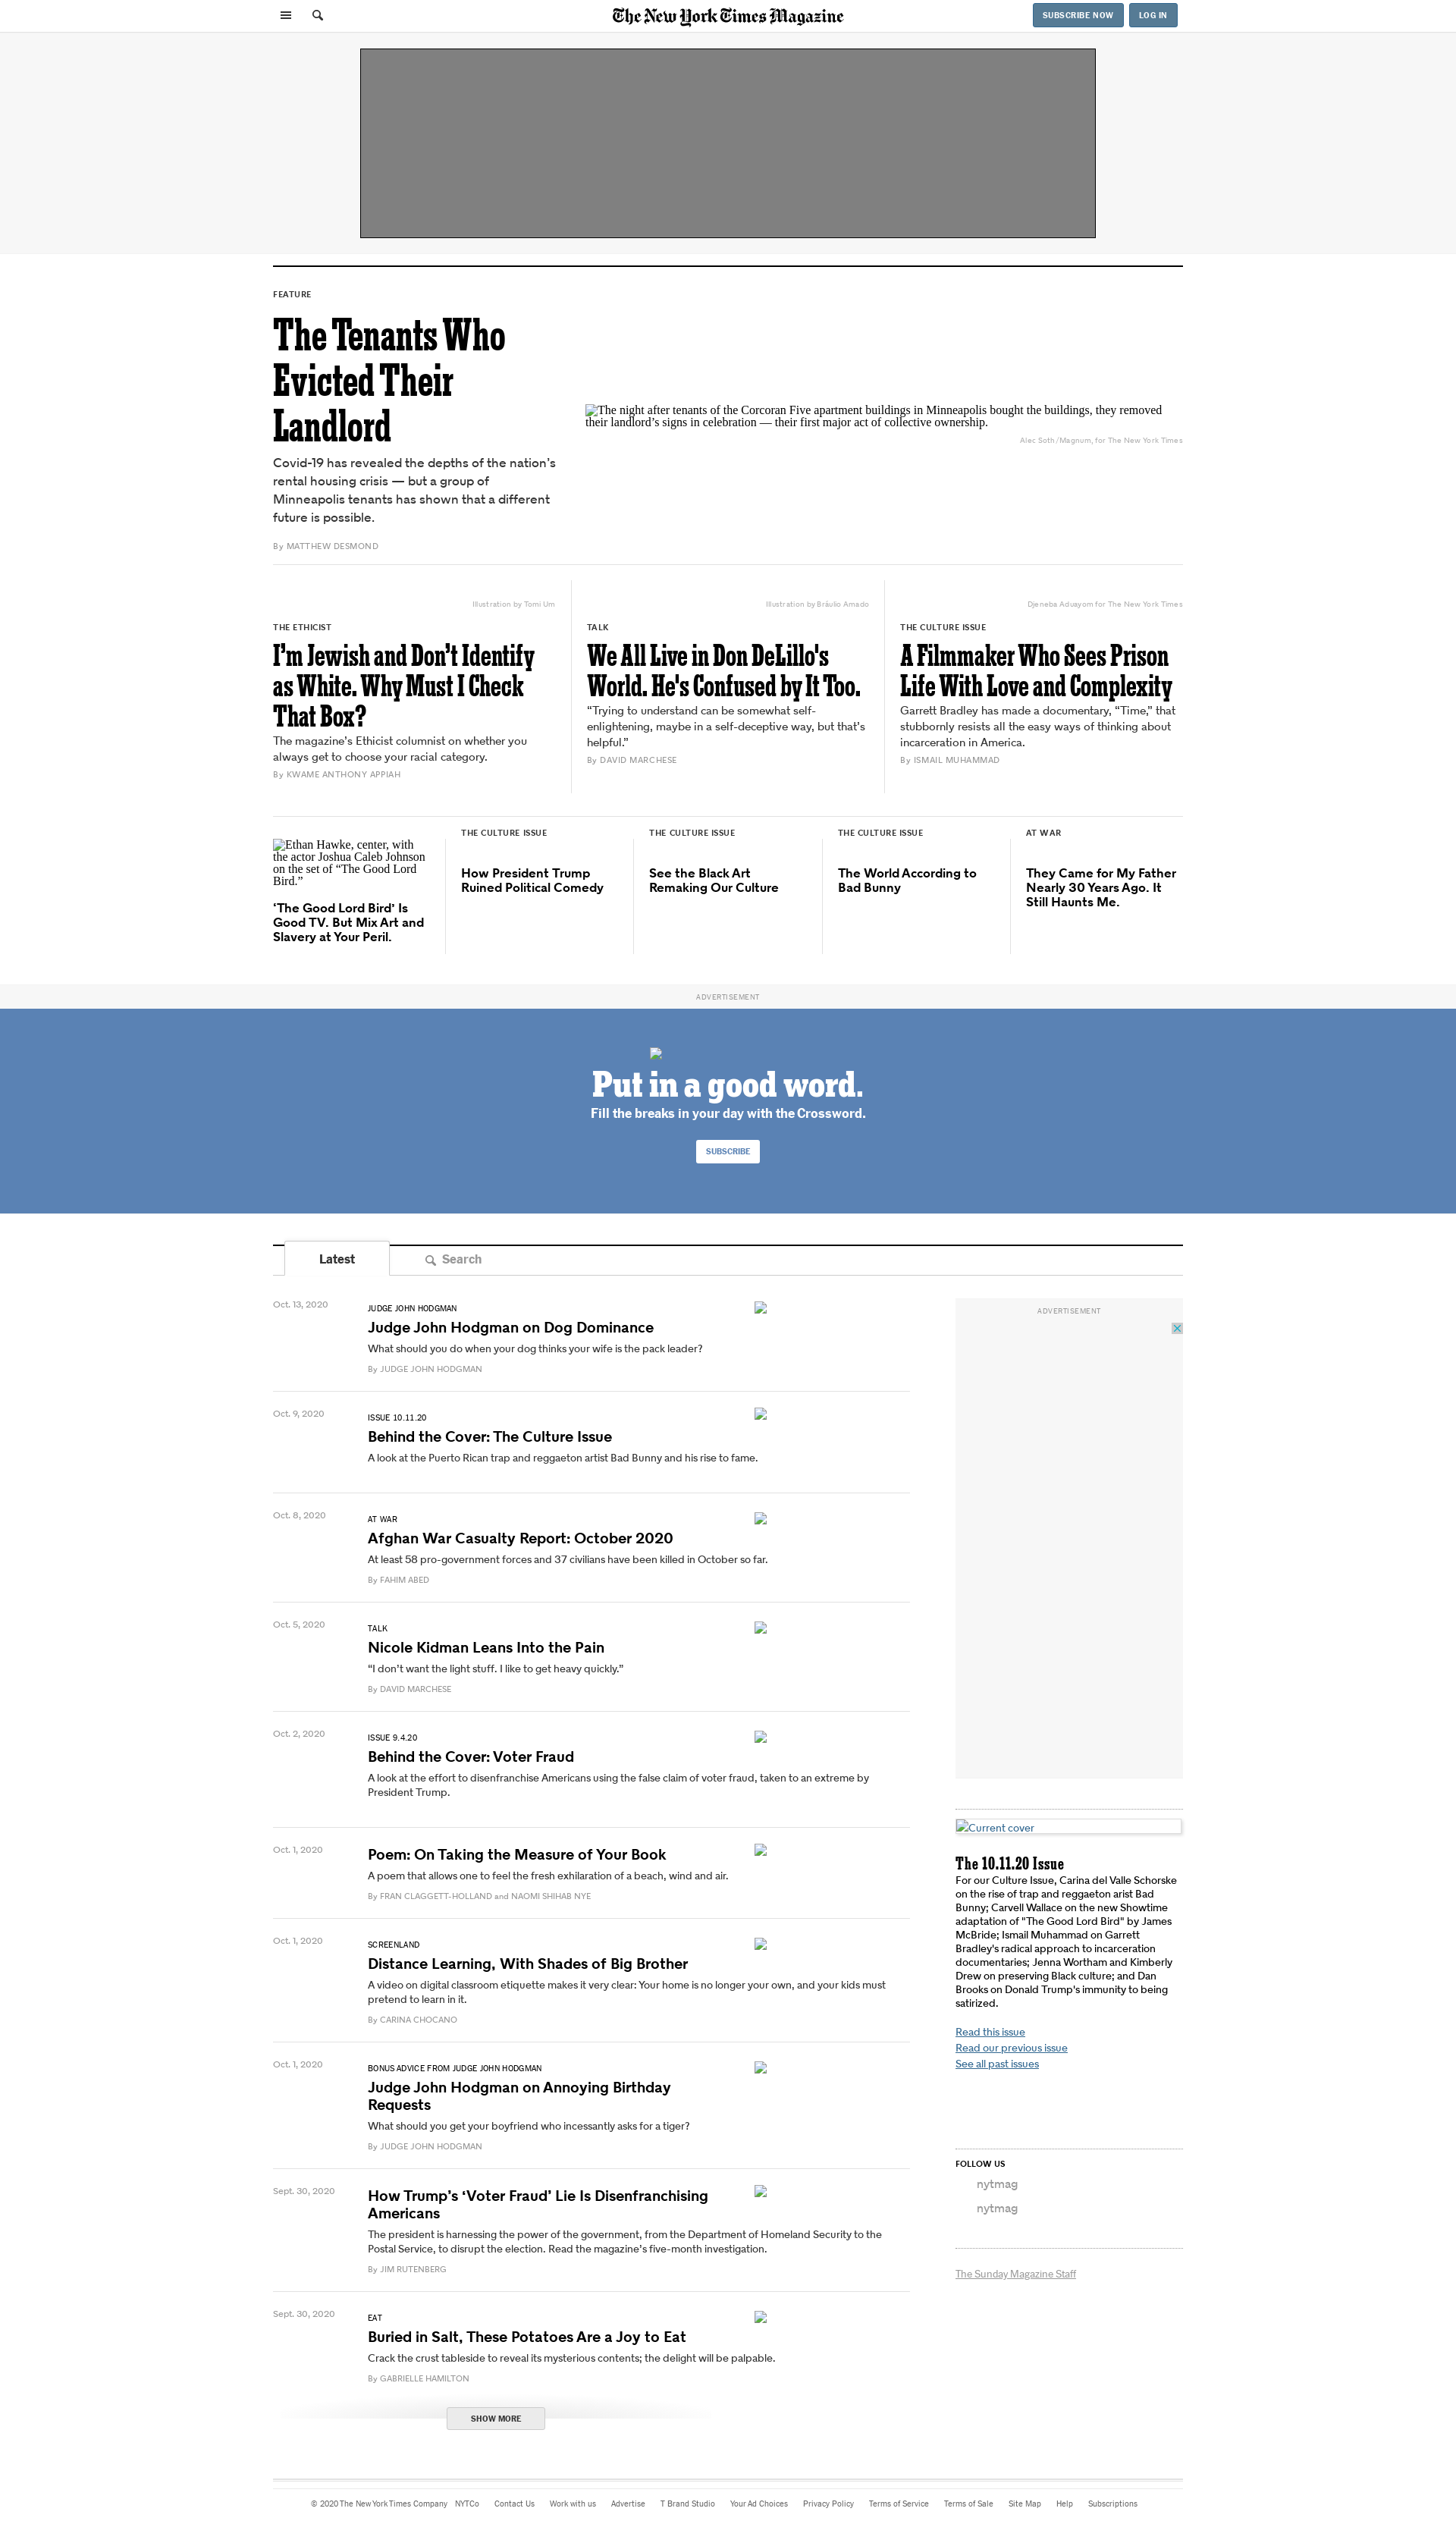 The New York Times Magazine
SUBSCRIBE NOW
LOG IN
FEATURE
The Tenants Who
Evicted Their
Landlord
Covid-19 has revealed the depths of the nation’s
rental housing crisis — but a group of
Minneapolis tenants has shown that a different
future is possible.
By MATTHEW DESMOND
The night after tenants of the Corcoran Five apartment buildings in Minneapolis bought the buildings, they removed
their landlord’s signs in celebration — their first major act of collective ownership.
Alec Soth/Magnum, for The New York Times
Illustration by Tomi Um
THE ETHICIST
I’m Jewish and Don’t Identify
as White. Why Must I Check
That Box?
The magazine’s Ethicist columnist on whether you
always get to choose your racial category.
By KWAME ANTHONY APPIAH
Illustration by Bráulio Amado
TALK
We All Live in Don DeLillo's
World. He's Confused by It Too.
“Trying to understand can be somewhat self-
enlightening, maybe in a self-deceptive way, but that’s
helpful.”
By DAVID MARCHESE
Djeneba Aduayom for The New York Times
THE CULTURE ISSUE
A Filmmaker Who Sees Prison
Life With Love and Complexity
Garrett Bradley has made a documentary, “Time,” that
stubbornly resists all the easy ways of thinking about
incarceration in America.
By ISMAIL MUHAMMAD
Ethan Hawke, center, with
the actor Joshua Caleb Johnson
on the set of “The Good Lord
Bird.”
‘The Good Lord Bird’ Is
Good TV. But Mix Art and
Slavery at Your Peril.
THE CULTURE ISSUE
How President Trump
Ruined Political Comedy
THE CULTURE ISSUE
See the Black Art
Remaking Our Culture
THE CULTURE ISSUE
The World According to
Bad Bunny
AT WAR
They Came for My Father
Nearly 30 Years Ago. It
Still Haunts Me.
ADVERTISEMENT
Put in a good word.
Fill the breaks in your day with the Crossword.
SUBSCRIBE
Latest
Search
Oct. 13, 2020
JUDGE JOHN HODGMAN
Judge John Hodgman on Dog Dominance
What should you do when your dog thinks your wife is the pack leader?
By JUDGE JOHN HODGMAN
Oct. 9, 2020
ISSUE 10.11.20
Behind the Cover: The Culture Issue
A look at the Puerto Rican trap and reggaeton artist Bad Bunny and his rise to fame.
Oct. 8, 2020
AT WAR
Afghan War Casualty Report: October 2020
At least 58 pro-government forces and 37 civilians have been killed in October so far.
By FAHIM ABED
Oct. 5, 2020
TALK
Nicole Kidman Leans Into the Pain
“I don’t want the light stuff. I like to get heavy quickly.”
By DAVID MARCHESE
Oct. 2, 2020
ISSUE 9.4.20
Behind the Cover: Voter Fraud
A look at the effort to disenfranchise Americans using the false claim of voter fraud, taken to an extreme by
President Trump.
Oct. 1, 2020
Poem: On Taking the Measure of Your Book
A poem that allows one to feel the fresh exhilaration of a beach, wind and air.
By FRAN CLAGGETT-HOLLAND and NAOMI SHIHAB NYE
Oct. 1, 2020
SCREENLAND
Distance Learning, With Shades of Big Brother
A video on digital classroom etiquette makes it very clear: Your home is no longer your own, and your kids must
pretend to learn in it.
By CARINA CHOCANO
Oct. 1, 2020
BONUS ADVICE FROM JUDGE JOHN HODGMAN
Judge John Hodgman on Annoying Birthday
Requests
What should you get your boyfriend who incessantly asks for a tiger?
By JUDGE JOHN HODGMAN
Sept. 30, 2020
How Trump’s ‘Voter Fraud’ Lie Is Disenfranchising
Americans
The president is harnessing the power of the government, from the Department of Homeland Security to the
Postal Service, to disrupt the election. Read the magazine’s five-month investigation.
By JIM RUTENBERG
Sept. 30, 2020
EAT
Buried in Salt, These Potatoes Are a Joy to Eat
Crack the crust tableside to reveal its mysterious contents; the delight will be palpable.
By GABRIELLE HAMILTON
SHOW MORE
ADVERTISEMENT
Current cover
The 10.11.20 Issue
For our Culture Issue, Carina del Valle Schorske
on the rise of trap and reggaeton arist Bad
Bunny; Carvell Wallace on the new Showtime
adaptation of "The Good Lord Bird" by James
McBride; Ismail Muhammad on Garrett
Bradley's radical approach to incarceration
documentaries; Jenna Wortham and Kimberly
Drew on preserving Black culture; and Dan
Brooks on Donald Trump's immunity to being
satirized.
Read this issue
Read our previous issue
See all past issues
FOLLOW US
nytmag
nytmag
The Sunday Magazine Staff
© 2020 The New York Times Company NYTCo Contact Us Work with us Advertise T Brand Studio Your Ad Choices Privacy Policy Terms of Service Terms of Sale Site Map Help Subscriptions